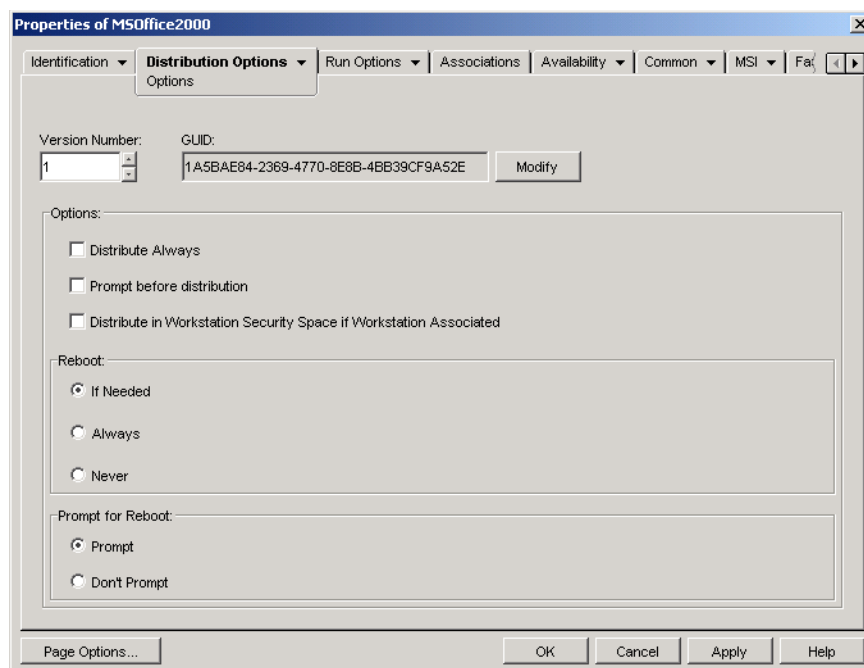 Properties of MSOffice2000
Identification Distribution Options Run Options Associations Availability Common MSI
Options
Version Number: GUID:
1 1A5BAE84-2369-4770-8E8B-4BB39CF9A52E Modify
Options:
Distribute Always
Prompt before distribution
Distribute in Workstation Security Space if Workstation Associated
Reboot:
If Needed
Always
Never
Prompt for Reboot:
Prompt
Don't Prompt
Page Options... OK Cancel Apply Help